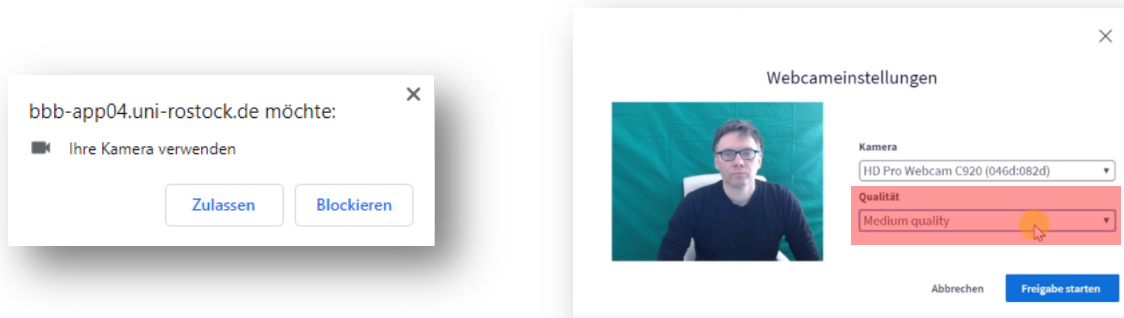 bbb-app04.uni-rostock.de möchte:
Ihre Kamera verwenden
Zulassen
Blockieren
Webcameinstellungen
Kamera
HD Pro Webcam C920 (046d:082d)
Qualität
Medium quality
Abbrechen
Freigabe starten